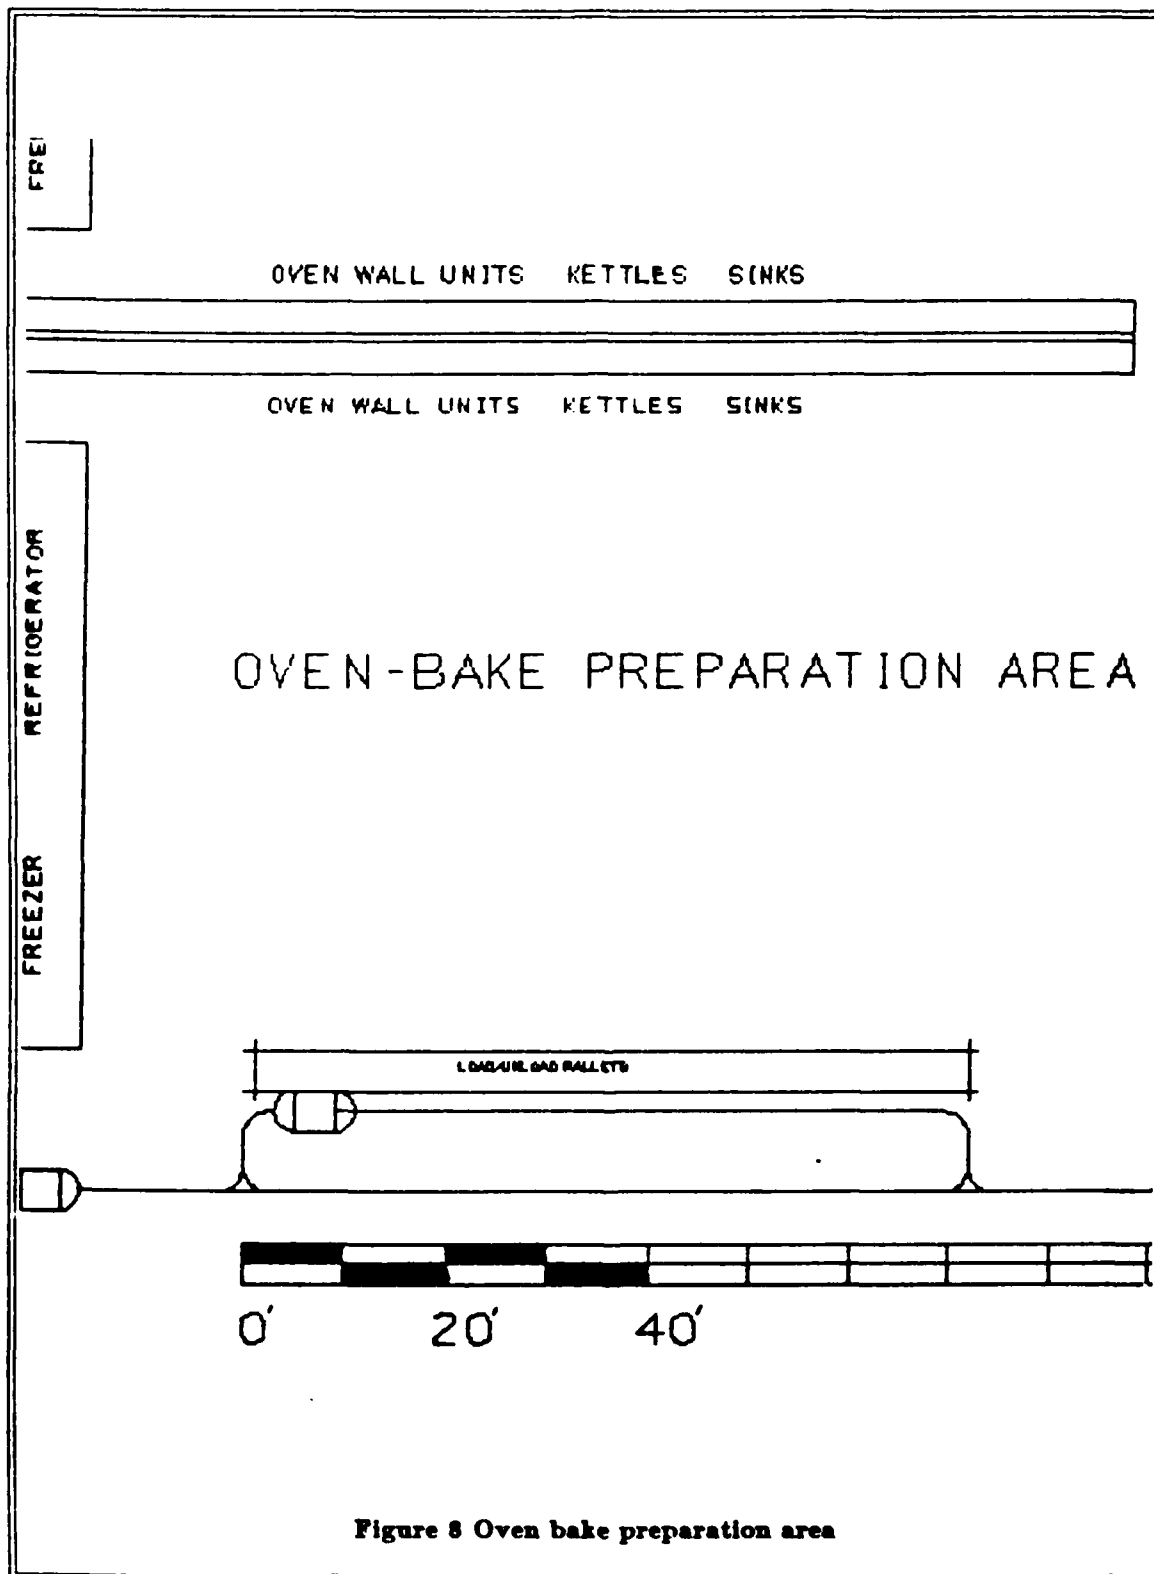 FRE
OVEN WALL UNITS KETTLES SINKS
OVEN WALL UNITS KETTLES SINKS
REFRIGERATOR
OVEN-BAKE PREPARATION AREA
FREEZER
LOAD/UNLOAD PALLETS
0' 20' 40'
Figure 8 Oven bake preparation area